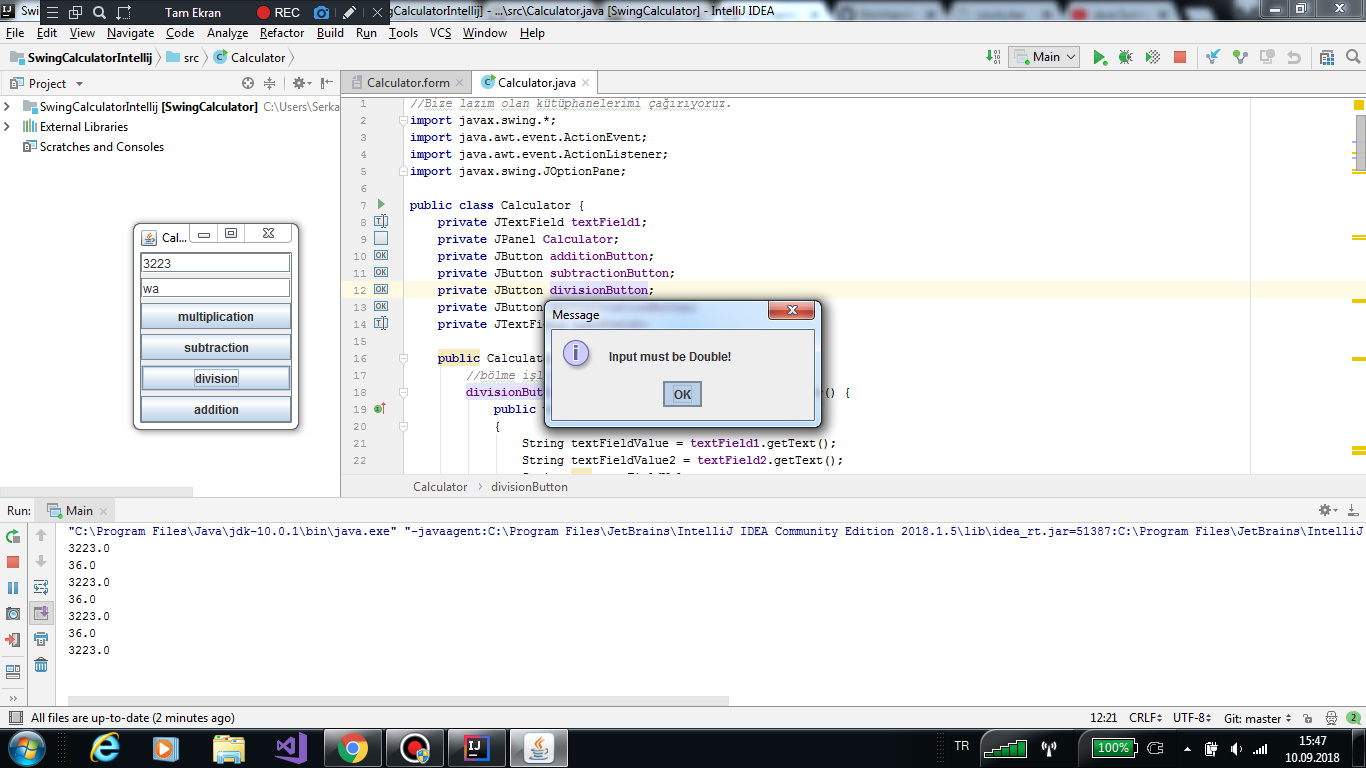 Swi
Tam Ekran
REC
ngCalculatorIntellij] - ...\src\Calculator.java [SwingCalculator] - IntelliJ IDEA
File Edit View Navigate Code Analyze Refactor Build Run Tools VCS Window Help
SwingCalculatorIntellij src Calculator
Main
Project
Calculator.form Calculator.java
SwingCalculatorIntellij [SwingCalculator] C:\Users\Serka
External Libraries
Scratches and Consoles
1 //Bize lazım olan kütüphanelerimi çağırıyoruz.
2 import javax.swing.*;
3 import java.awt.event.ActionEvent;
4 import java.awt.event.ActionListener;
5 import javax.swing.JOptionPane;
6
7 public class Calculator {
8 private JTextField textField1;
9 private JPanel Calculator;
10 private JButton additionButton;
11 private JButton subtractionButton;
12 private JButton divisionButton;
13 private JButton
14 private JTextFi
15
16 public Calculat
17 //bölme işl
18 divisionBut () {
19 public
20 {
21 String textFieldValue = textField1.getText();
22 String textFieldValue2 = textField2.getText();
Cal...
3223
wa
multiplication
subtraction
division
addition
Message
Input must be Double!
OK
Calculator › divisionButton
Run: Main
"C:\Program Files\Java\jdk-10.0.1\bin\java.exe" "-javaagent:C:\Program Files\JetBrains\IntelliJ IDEA Community Edition 2018.1.5\lib\idea_rt.jar=51387:C:\Program Files\JetBrains\IntelliJ
3223.0
36.0
3223.0
36.0
3223.0
36.0
3223.0
All files are up-to-date (2 minutes ago)
12:21 CRLF UTF-8 Git: master 2
TR
100%
15:47
10.09.2018